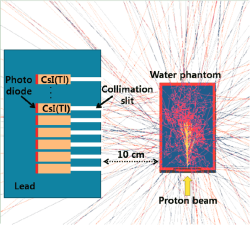 CsI(Tl)
Photo
diode
CsI(Tl)
Collimation
slit
Lead
10 cm
Water phantom
Proton beam